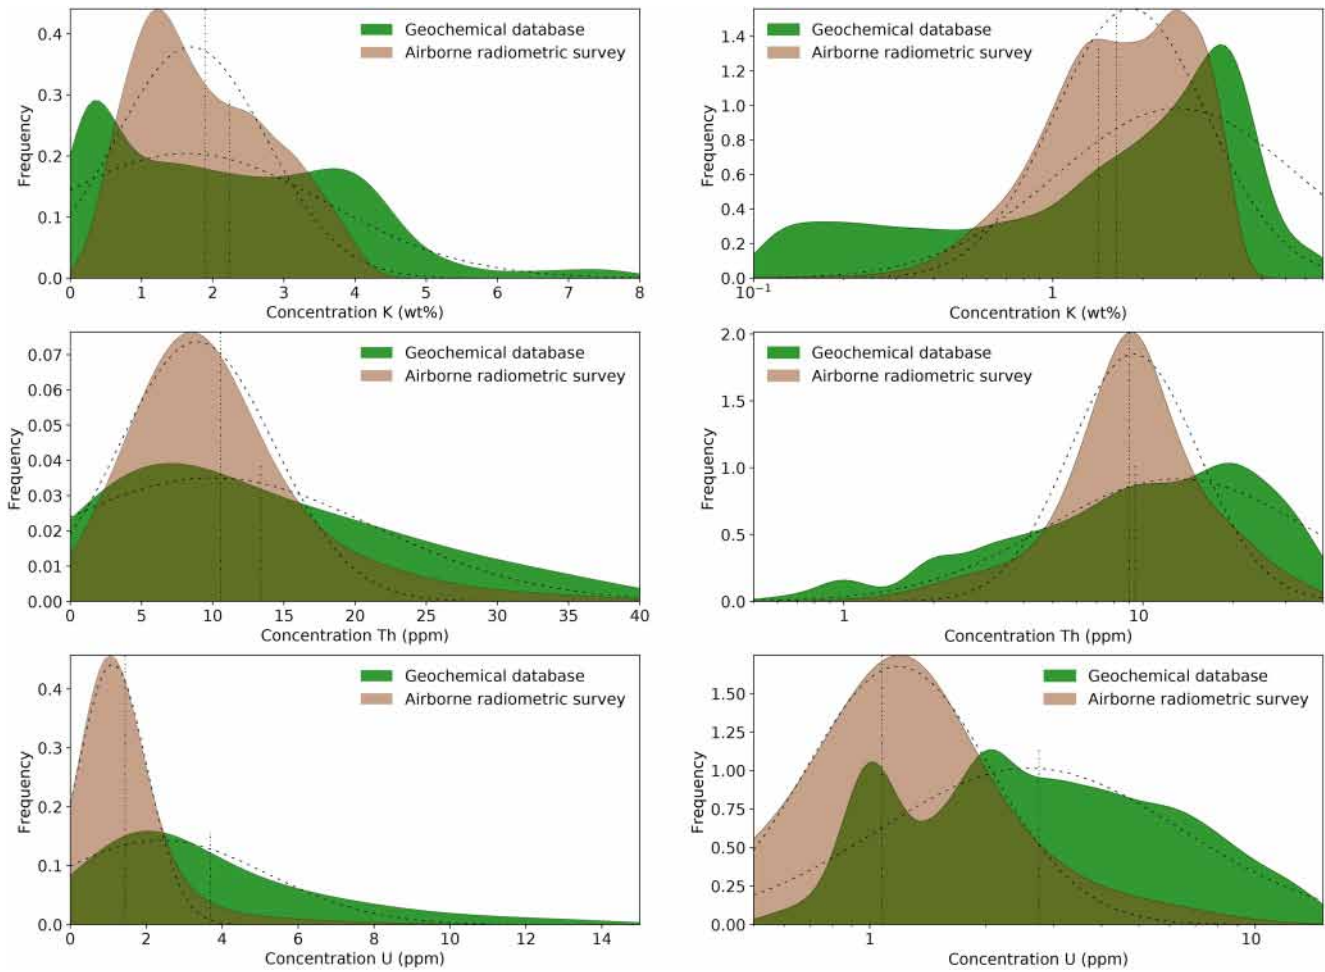 Geochemical database
Airborne radiometric survey
0.4
0.3
0.2
0.1
0.0
Frequency
0 1 2 3 4 5 6 7 8
Concentration K (wt%)
Geochemical database
Airborne radiometric survey
1.4
1.2
1.0
0.8
0.6
0.4
0.2
0.0
Frequency
10⁻¹ 1
Concentration K (wt%)
Geochemical database
Airborne radiometric survey
0.07
0.06
0.05
0.04
0.03
0.02
0.01
0.00
Frequency
0 5 10 15 20 25 30 35 40
Concentration Th (ppm)
Geochemical database
Airborne radiometric survey
2.0
1.5
1.0
0.5
0.0
Frequency
1 10
Concentration Th (ppm)
Geochemical database
Airborne radiometric survey
0.4
0.3
0.2
0.1
0.0
Frequency
0 2 4 6 8 10 12 14
Concentration U (ppm)
Geochemical database
Airborne radiometric survey
1.50
1.25
1.00
0.75
0.50
0.25
0.00
Frequency
1 10
Concentration U (ppm)